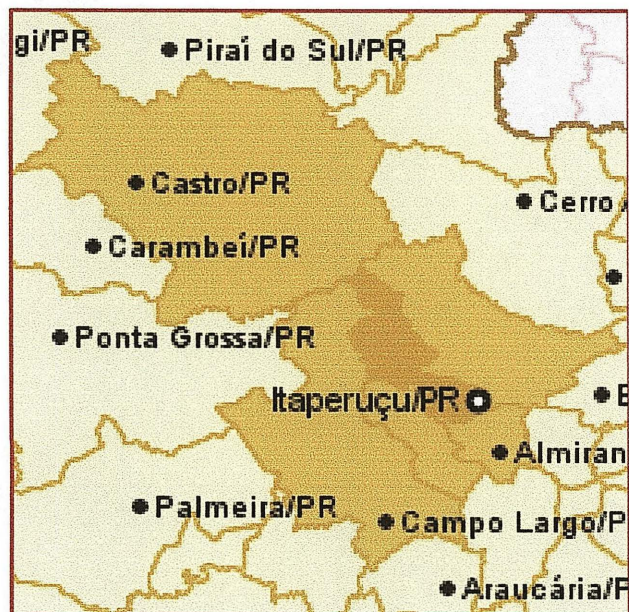 gi/PR
Piraí do Sul/PR
Castro/PR
Cerro
Carambeí/PR
Ponta Grossa/PR
Itaperuçu/PR
Almiran
Palmeira/PR
Campo Largo/P
Araucária/P